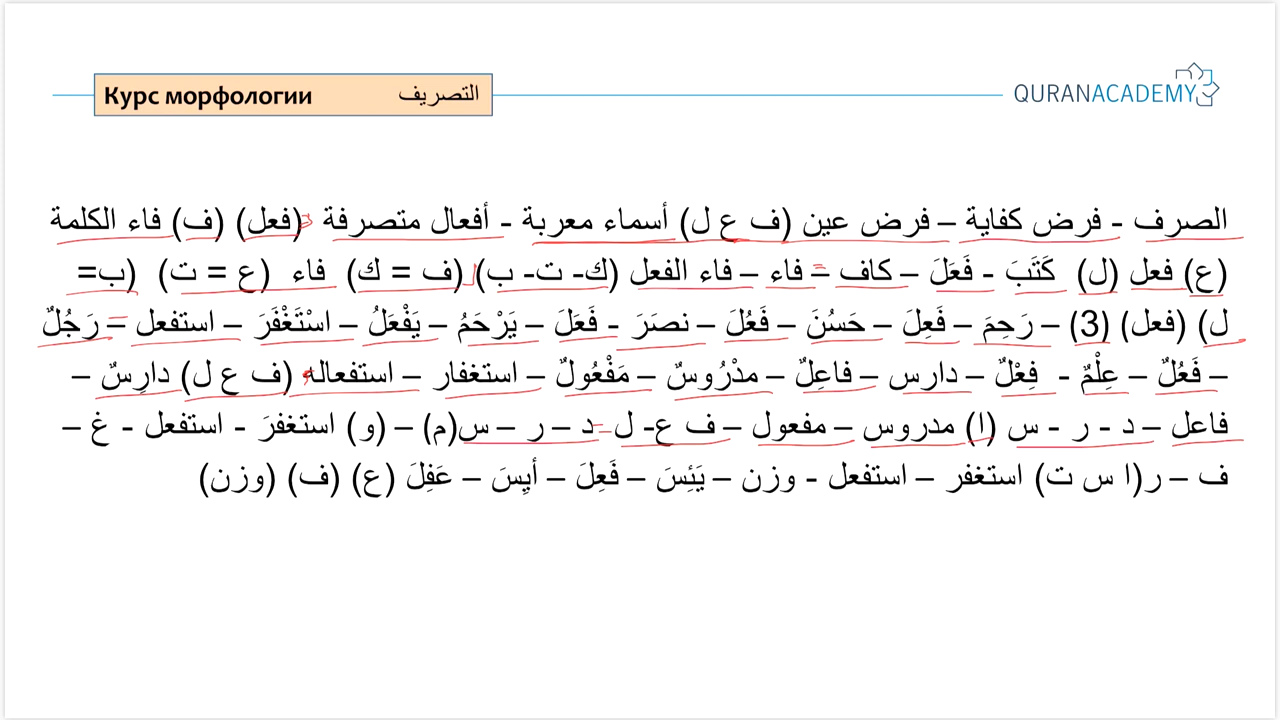 Курс морфологии التصريف
QURANACADEMY
الصرف - فرض كفاية – فرض عين (ف ع ل) أسماء معربة - أفعال متصرفة (فعل) (ف) فاء الكلمة
(ع) فعل (ل) كَتَبَ - فَعَلَ – كاف – فاء – فاء الفعل (ك- ت- ب) (ف = ك) فاء (ع = ت) (ب=
ل) (فعل) (3) – رَحِمَ – فَعِلَ – حَسُنَ – فَعُلَ – نصَرَ - فَعَلَ – يَرْحَمُ – يَفْعَلُ – اسْتَغْفَرَ – استفعل – رَجُلٌ
– فَعُلٌ – عِلْمٌ - فِعْلٌ – دارس – فاعِلٌ – مدْرُوسٌ – مَفْعُولٌ – استغفار – استفعاله (ف ع ل) دارِسٌ –
فاعل – د - ر - س (ا) مدروس – مفعول – ف ع- ل – د – ر – س(م) – (و) استغفرَ - استفعل - غ –
ف – ر(ا س ت) استغفر – استفعل - وزن – يَئِسَ – فَعِلَ – أيِسَ – عَفِلَ (ع) (ف) (وزن)